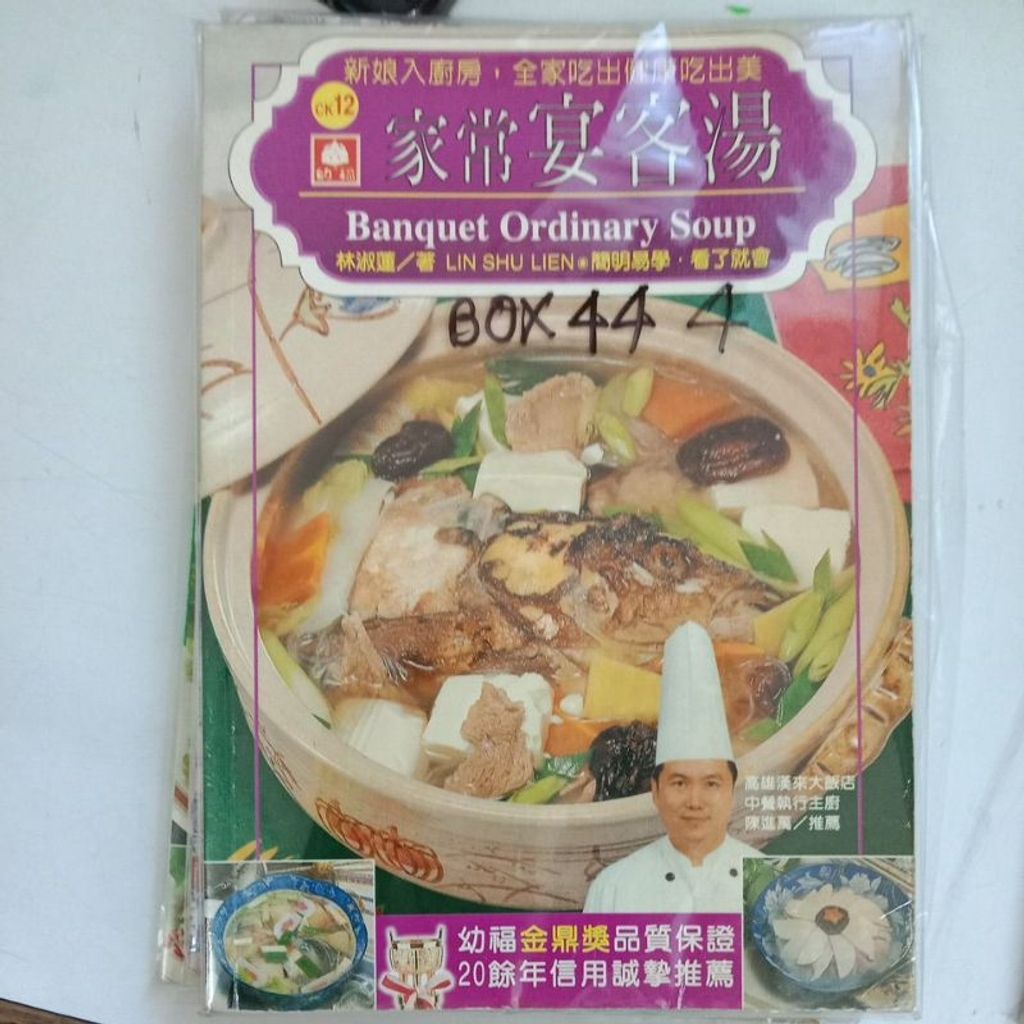 新娘入廚房，全家吃出健康吃出美
CK12
幼福
家常宴客湯
Banquet Ordinary Soup
林淑蓮／著 LIN SHU LIEN●簡明易學．看了就會
BOX 44 4
高雄漢來大飯店
中餐執行主廚
陳進萬／推薦
幼福金鼎獎品質保證
20餘年信用誠摯推薦